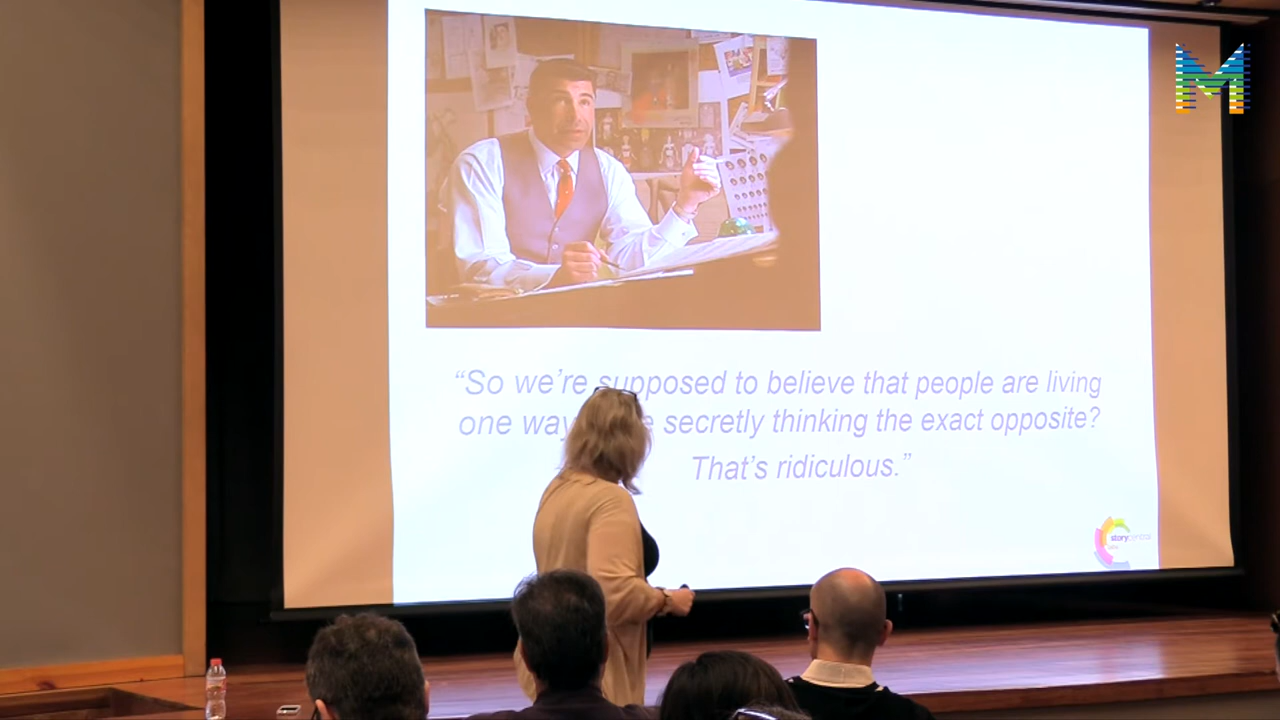 “So we’re supposed to believe that people are living
one way secretly thinking the exact opposite?
That’s ridiculous.”
storycentral
M